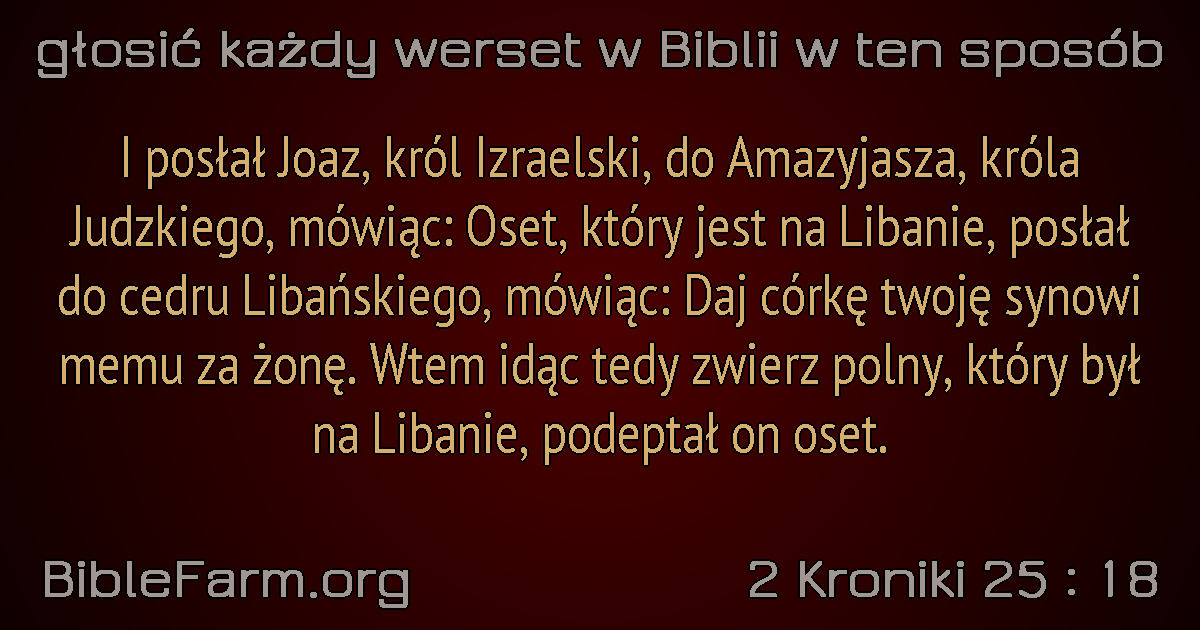 głosić każdy werset w Biblii w ten sposób
I posłał Joaz, król Izraelski, do Amazyjasza, króla
Judzkiego, mówiąc: Oset, który jest na Libanie, posłał
do cedru Libańskiego, mówiąc: Daj córkę twoję synowi
memu za żonę. Wtem idąc tedy zwierz polny, który był
na Libanie, podeptał on oset.
BibleFarm.org
2 Kroniki 25 : 18